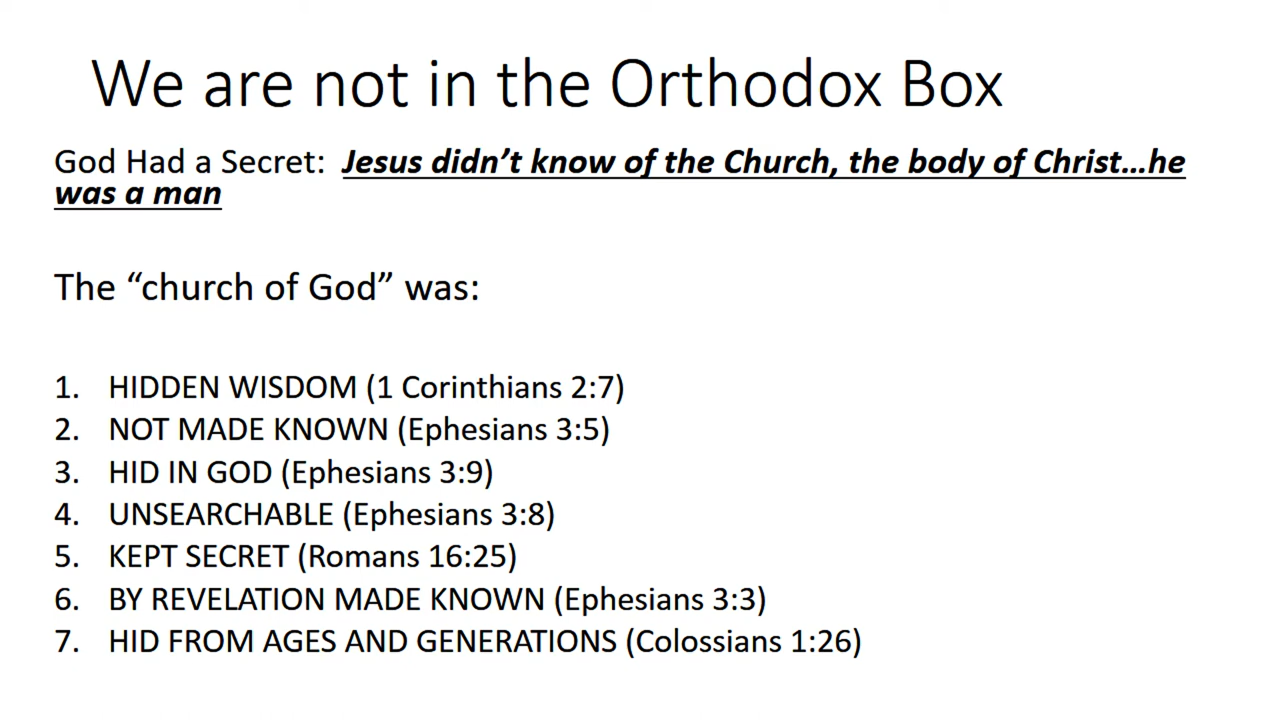 We are not in the Orthodox Box
God Had a Secret: Jesus didn’t know of the Church, the body of Christ…he
was a man
The “church of God” was:
1. HIDDEN WISDOM (1 Corinthians 2:7)
2. NOT MADE KNOWN (Ephesians 3:5)
3. HID IN GOD (Ephesians 3:9)
4. UNSEARCHABLE (Ephesians 3:8)
5. KEPT SECRET (Romans 16:25)
6. BY REVELATION MADE KNOWN (Ephesians 3:3)
7. HID FROM AGES AND GENERATIONS (Colossians 1:26)